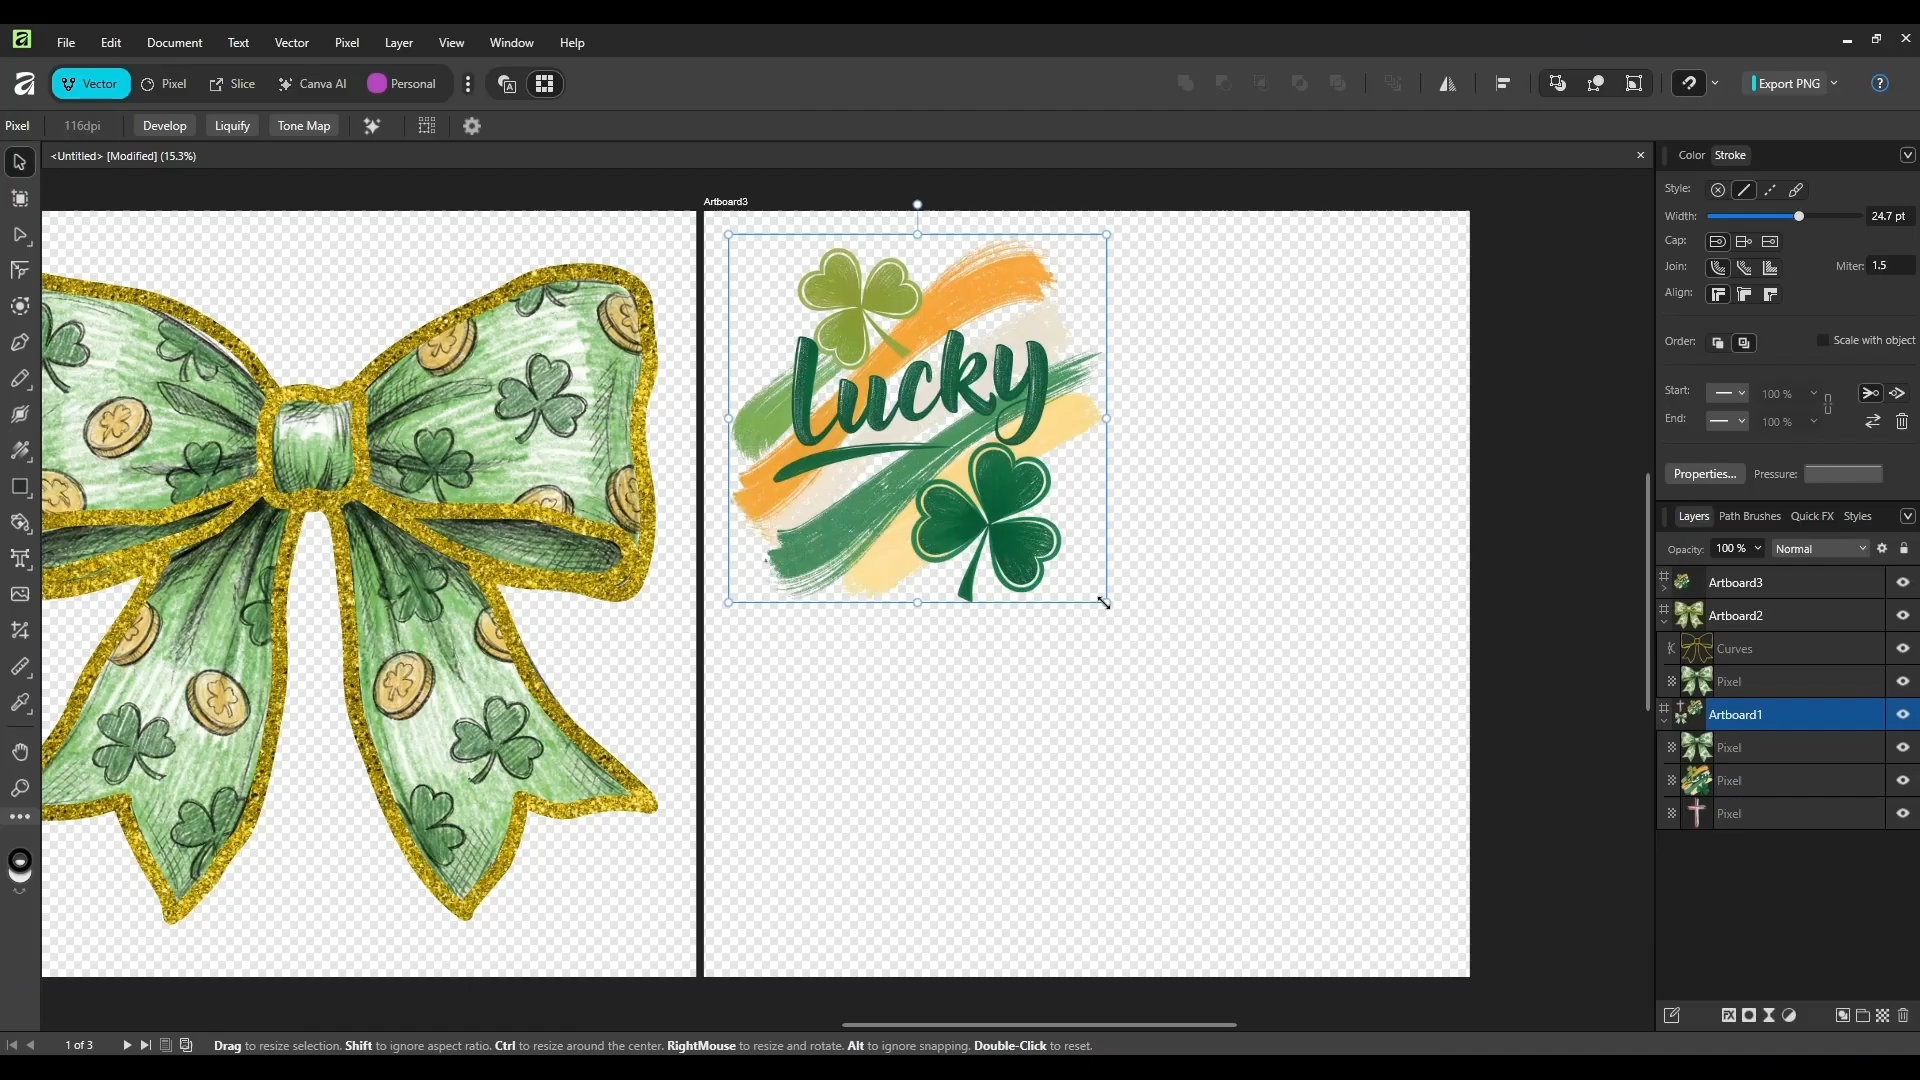 File Edit Document Text Vector Pixel Layer View Window Help
Vector Pixel Slice Canva AI Personal Export PNG
Pixel 116dpi Develop Liquify Tone Map
<Untitled> [Modified] (15.3%)
Color Stroke
Style:
Width: 24.7 pt
Cap:
Join: Miter: 1.5
Align:
Order: Scale with object
Start: 100 %
End: 100 %
Properties... Pressure:
Artboard3
Lucky
Layers Path Brushes Quick FX Styles
Opacity: 100 % Normal
Artboard3
Artboard2
Curves
Pixel
Artboard1
Pixel
Pixel
Pixel
1 of 3 Drag to resize selection. Shift to ignore aspect ratio. Ctrl to resize around the center. RightMouse to resize and rotate. Alt to ignore snapping. Double-Click to reset.